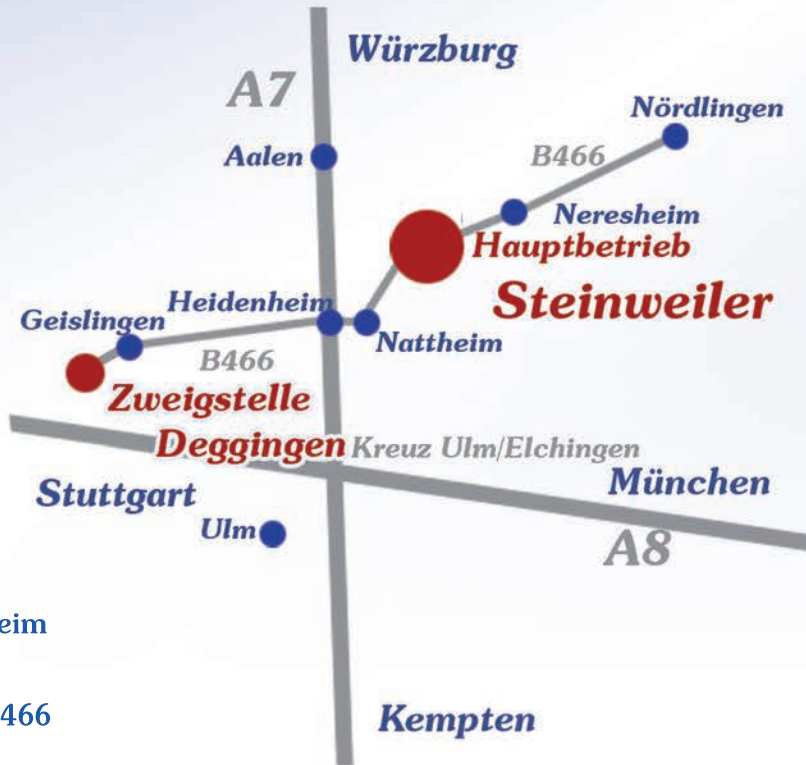 Würzburg
A7
Nördlingen
Aalen
B466
Neresheim
Hauptbetrieb
Steinweiler
Heidenheim
Geislingen
Nattheim
B466
Zweigstelle
Deggingen
Kreuz Ulm/Elchingen
München
Stuttgart
Ulm
A8
eim
466
Kempten